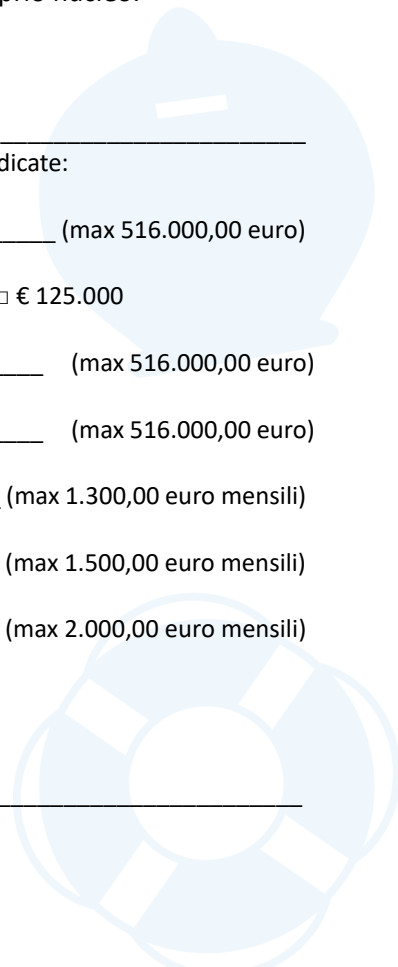 dicate:
(max 516.000,00 euro)
□ € 125.000
(max 516.000,00 euro)
(max 516.000,00 euro)
(max 1.300,00 euro mensili)
(max 1.500,00 euro mensili)
(max 2.000,00 euro mensili)